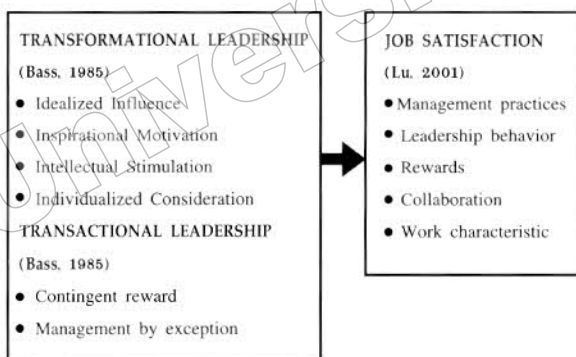 TRANSFORMATIONAL LEADERSHIP
(Bass, 1985)
● Idealized Influence
● Inspirational Motivation
● Intellectual Stimulation
● Individualized Consideration
TRANSACTIONAL LEADERSHIP
(Bass, 1985)
● Contingent reward
● Management by exception
JOB SATISFACTION
(Lu, 2001)
● Management practices
● Leadership behavior
● Rewards
● Collaboration
● Work characteristic